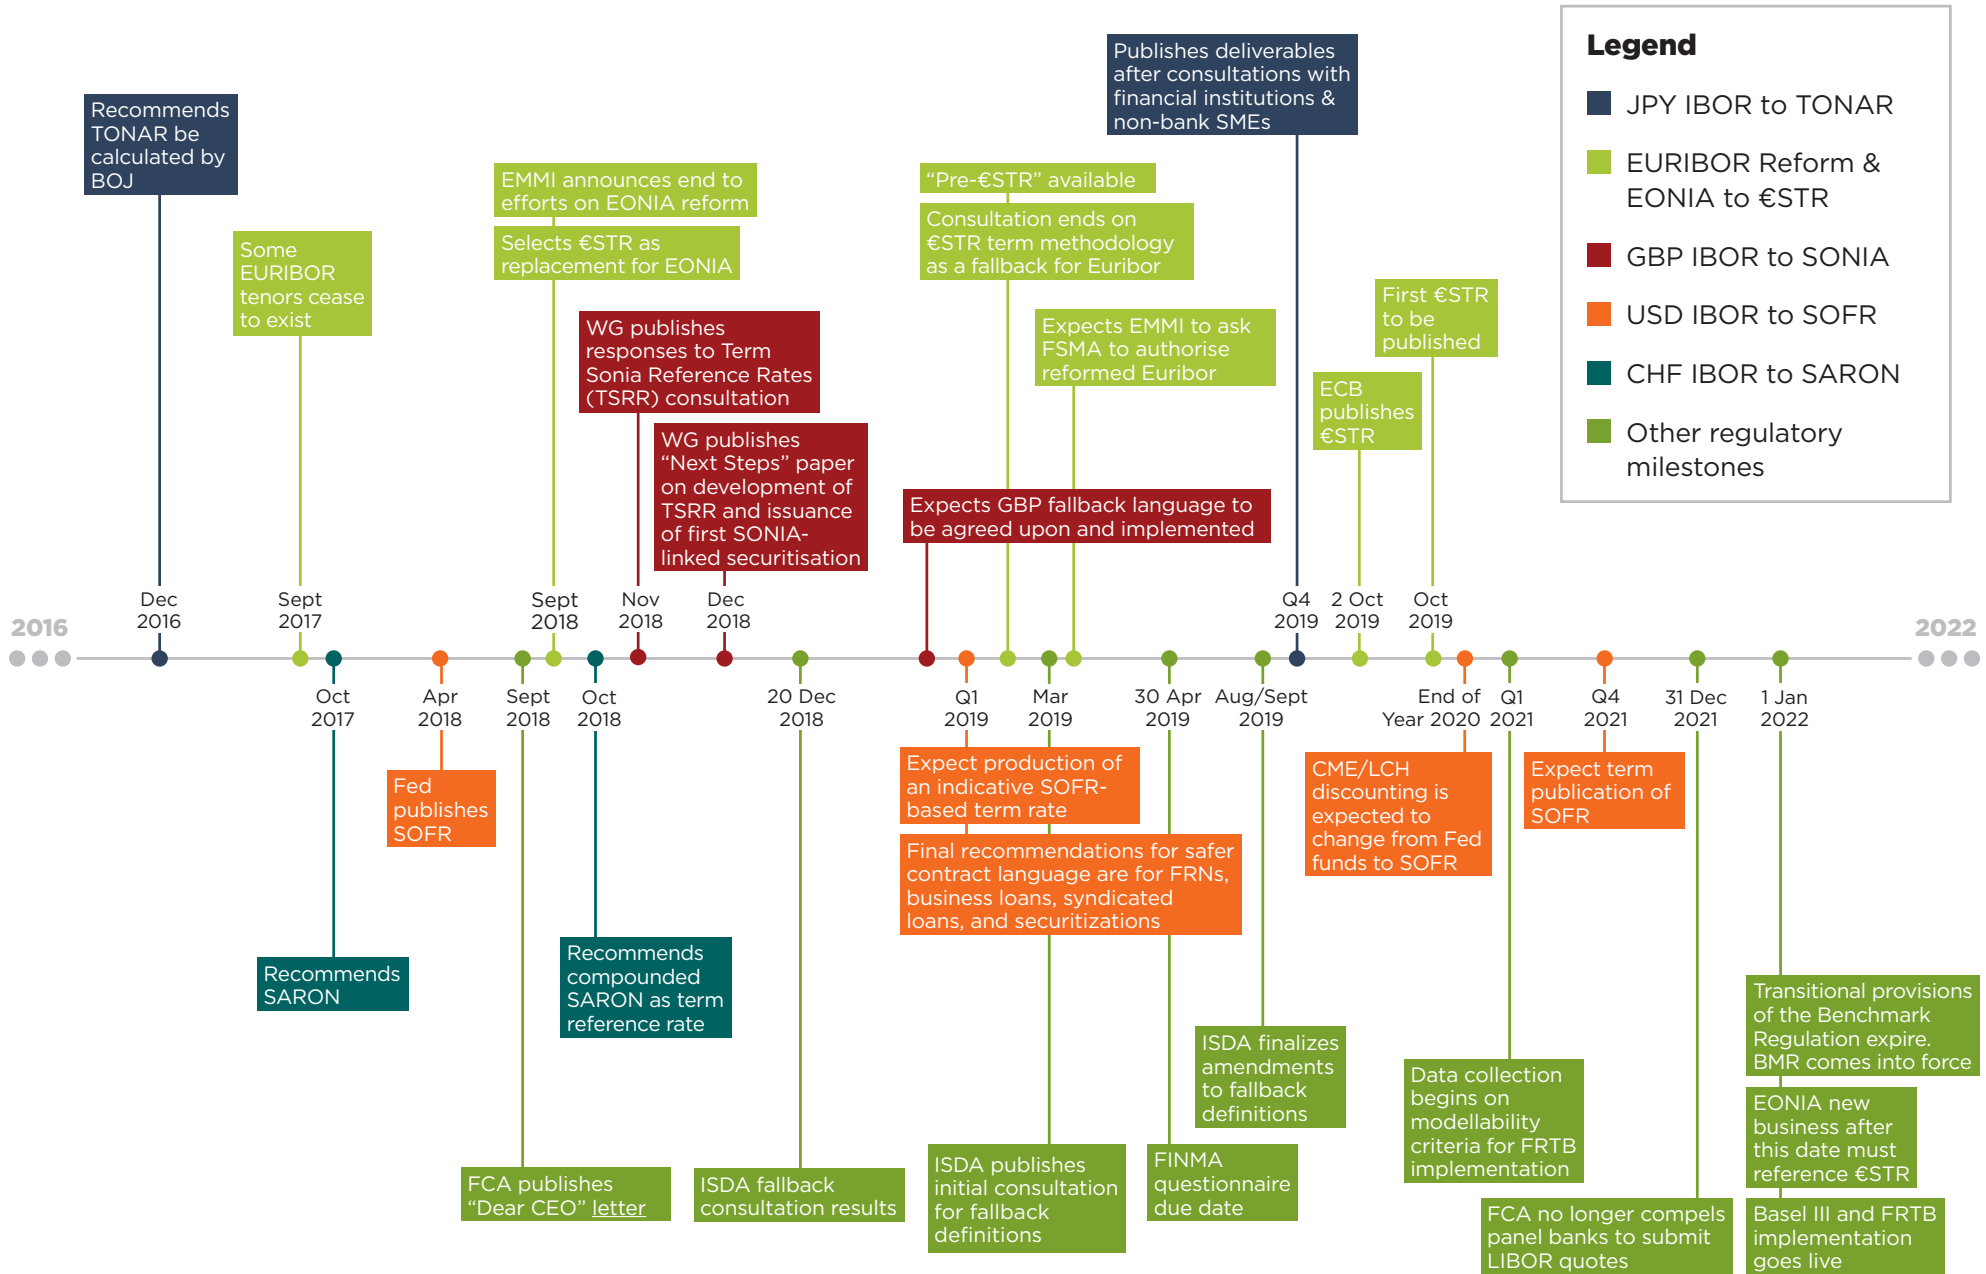 Legend
JPY IBOR to TONAR
EURIBOR Reform &
EONIA to €STR
GBP IBOR to SONIA
USD IBOR to SOFR
CHF IBOR to SARON
Other regulatory
milestones
Recommends
TONAR be
calculated by
BOJ
Some
EURIBOR
tenors cease
to exist
EMMI announces end to
efforts on EONIA reform
Selects €STR as
replacement for EONIA
WG publishes
responses to Term
Sonia Reference Rates
(TSRR) consultation
WG publishes
“Next Steps” paper
on development of
TSRR and issuance
of first SONIA-
linked securitisation
“Pre-€STR” available
Consultation ends on
€STR term methodology
as a fallback for Euribor
Expects EMMI to ask
FSMA to authorise
reformed Euribor
Expects GBP fallback language to
be agreed upon and implemented
Publishes deliverables
after consultations with
financial institutions &
non-bank SMEs
ECB
publishes
€STR
First €STR
to be
published
2016
Dec
2016
Sept
2017
Sept
2018
Nov
2018
Dec
2018
Q4
2019
2 Oct
2019
Oct
2019
2022
Oct
2017
Apr
2018
Sept
2018
Oct
2018
20 Dec
2018
Q1
2019
Mar
2019
30 Apr
2019
Aug/Sept
2019
End of
Year 2020
Q1
2021
Q4
2021
31 Dec
2021
1 Jan
2022
Recommends
SARON
Fed
publishes
SOFR
FCA publishes
“Dear CEO” letter
Recommends
compounded
SARON as term
reference rate
ISDA fallback
consultation results
Expect production of
an indicative SOFR-
based term rate
Final recommendations for safer
contract language are for FRNs,
business loans, syndicated
loans, and securitizations
ISDA publishes
initial consultation
for fallback
definitions
FINMA
questionnaire
due date
ISDA finalizes
amendments
to fallback
definitions
CME/LCH
discounting is
expected to
change from Fed
funds to SOFR
Data collection
begins on
modellability
criteria for FRTB
implementation
Expect term
publication of
SOFR
FCA no longer compels
panel banks to submit
LIBOR quotes
Transitional provisions
of the Benchmark
Regulation expire.
BMR comes into force
EONIA new
business after
this date must
reference €STR
Basel III and FRTB
implementation
goes live